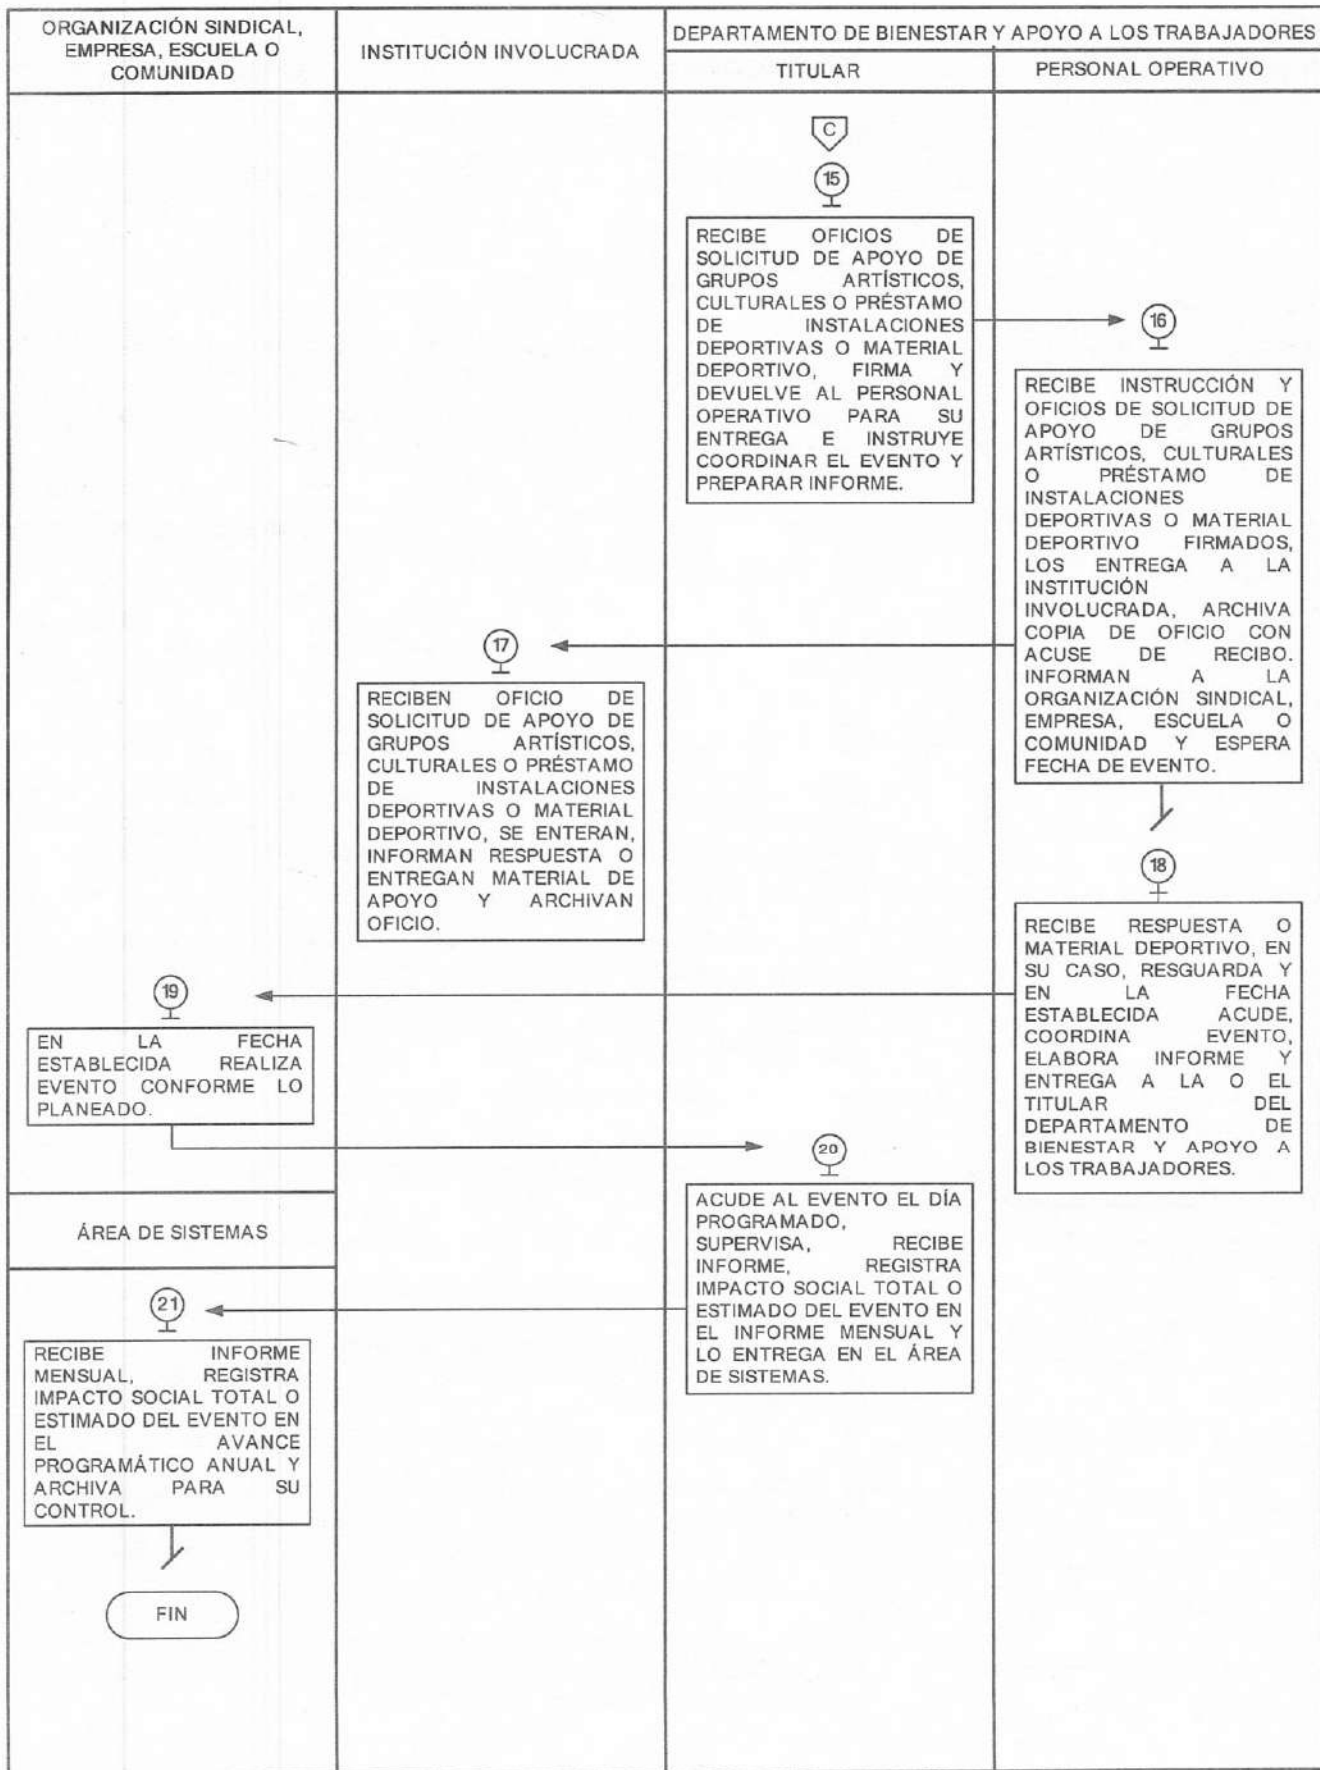 ORGANIZACIÓN SINDICAL,
EMPRESA, ESCUELA O
COMUNIDAD
INSTITUCIÓN INVOLUCRADA
DEPARTAMENTO DE BIENESTAR Y APOYO A LOS TRABAJADORES
TITULAR
PERSONAL OPERATIVO
C
15
RECIBE OFICIOS DE
SOLICITUD DE APOYO DE
GRUPOS ARTÍSTICOS,
CULTURALES O PRÉSTAMO
DE INSTALACIONES
DEPORTIVAS O MATERIAL
DEPORTIVO, FIRMA Y
DEVUELVE AL PERSONAL
OPERATIVO PARA SU
ENTREGA E INSTRUYE
COORDINAR EL EVENTO Y
PREPARAR INFORME.
16
RECIBE INSTRUCCIÓN Y
OFICIOS DE SOLICITUD DE
APOYO DE GRUPOS
ARTÍSTICOS, CULTURALES
O PRÉSTAMO DE
INSTALACIONES
DEPORTIVAS O MATERIAL
DEPORTIVO FIRMADOS,
LOS ENTREGA A LA
INSTITUCIÓN
INVOLUCRADA, ARCHIVA
COPIA DE OFICIO CON
ACUSE DE RECIBO.
INFORMAN A LA
ORGANIZACIÓN SINDICAL,
EMPRESA, ESCUELA O
COMUNIDAD Y ESPERA
FECHA DE EVENTO.
17
RECIBEN OFICIO DE
SOLICITUD DE APOYO DE
GRUPOS ARTÍSTICOS,
CULTURALES O PRÉSTAMO
DE INSTALACIONES
DEPORTIVAS O MATERIAL
DEPORTIVO, SE ENTERAN,
INFORMAN RESPUESTA O
ENTREGAN MATERIAL DE
APOYO Y ARCHIVAN
OFICIO.
18
RECIBE RESPUESTA O
MATERIAL DEPORTIVO, EN
SU CASO, RESGUARDA Y
EN LA FECHA
ESTABLECIDA ACUDE,
COORDINA EVENTO,
ELABORA INFORME Y
ENTREGA A LA O EL
TITULAR DEL
DEPARTAMENTO DE
BIENESTAR Y APOYO A
LOS TRABAJADORES.
19
EN LA FECHA
ESTABLECIDA REALIZA
EVENTO CONFORME LO
PLANEADO.
20
ACUDE AL EVENTO EL DÍA
PROGRAMADO,
SUPERVISA, RECIBE
INFORME, REGISTRA
IMPACTO SOCIAL TOTAL O
ESTIMADO DEL EVENTO EN
EL INFORME MENSUAL Y
LO ENTREGA EN EL ÁREA
DE SISTEMAS.
ÁREA DE SISTEMAS
21
RECIBE INFORME
MENSUAL, REGISTRA
IMPACTO SOCIAL TOTAL O
ESTIMADO DEL EVENTO EN
EL AVANCE
PROGRAMÁTICO ANUAL Y
ARCHIVA PARA SU
CONTROL.
FIN